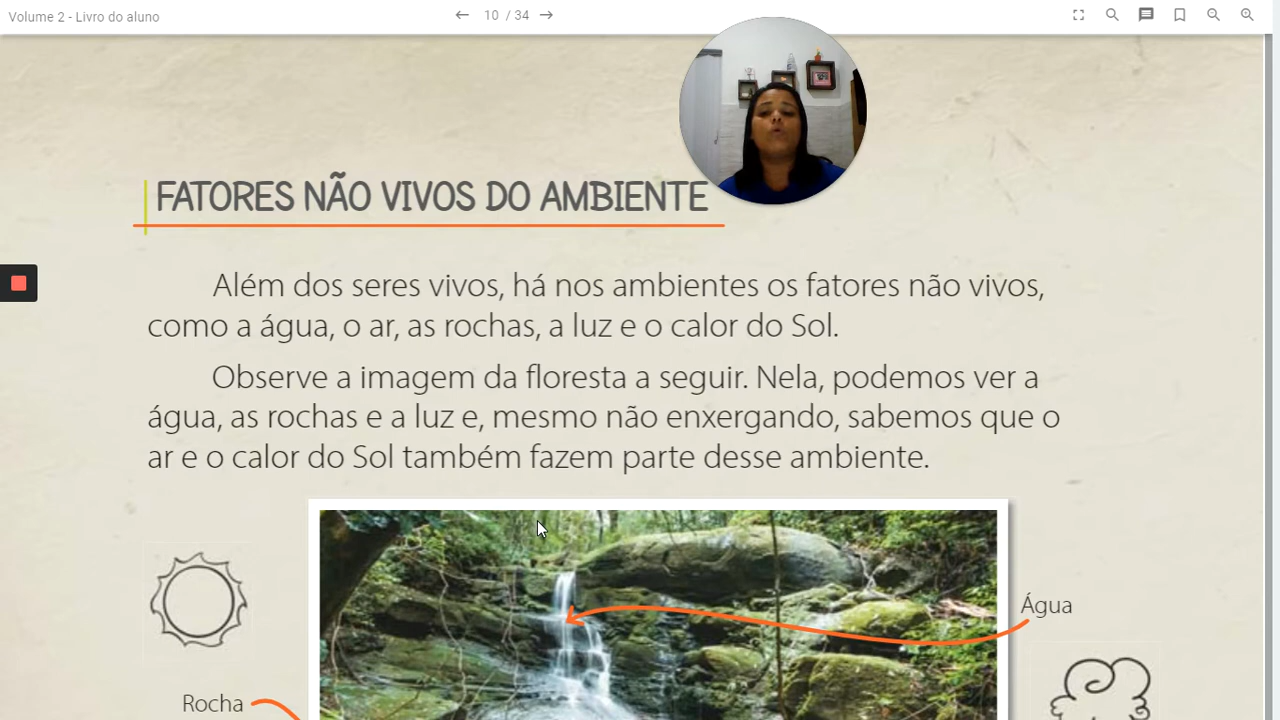 Volume 2 - Livro do aluno
10 / 34
FATORES NÃO VIVOS DO AMBIENTE
Além dos seres vivos, há nos ambientes os fatores não vivos,
como a água, o ar, as rochas, a luz e o calor do Sol.
Observe a imagem da floresta a seguir. Nela, podemos ver a
água, as rochas e a luz e, mesmo não enxergando, sabemos que o
ar e o calor do Sol também fazem parte desse ambiente.
Água
Rocha